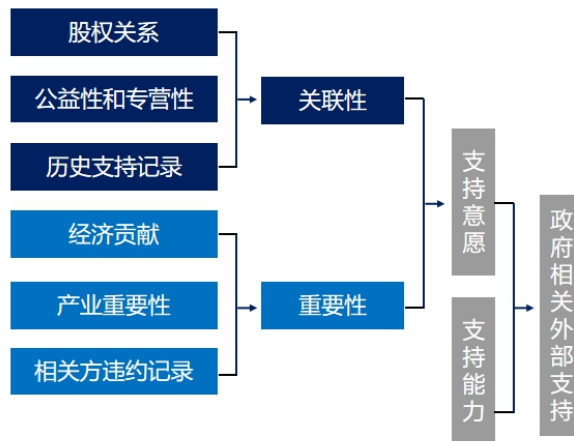 股权关系
公益性和专营性
历史支持记录
关联性
经济贡献
产业重要性
相关方违约记录
重要性
支持意愿
支持能力
政府相关外部支持